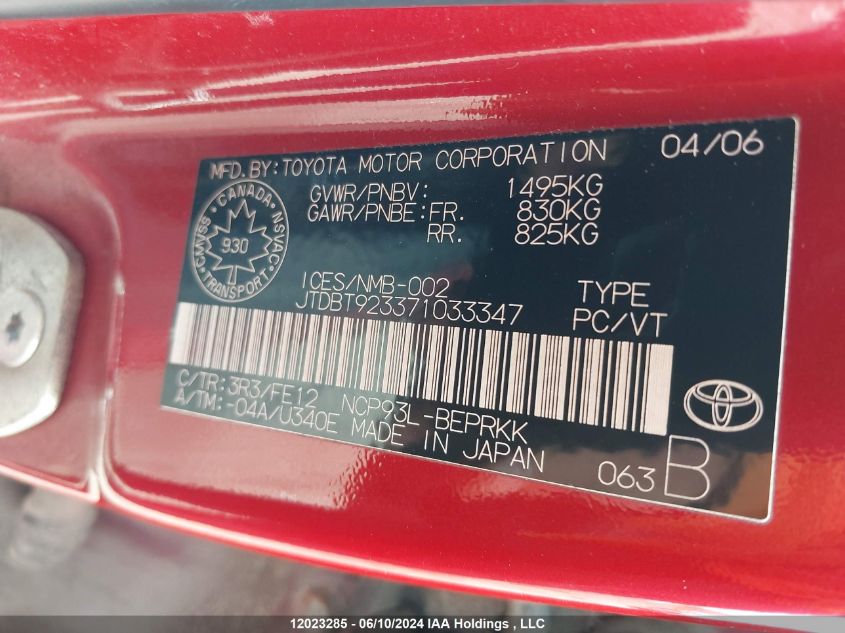 MFD.BY:TOYOTA MOTOR CORPORATION 04/06
GVWR/PNBV: 1495KG
GAWR/PNBE:FR. 830KG
RR. 825KG
CANADA
CMVSS NSVAC
930
TRANSPORT
ICES/NMB-002
JTDBT923371033347
TYPE
PC/VT
C/TR:3R3/FE12 NCP93L-BEPRKK
A/TM:-04A/U340E MADE IN JAPAN
063 B
12023285 - 06/10/2024 IAA Holdings , LLC